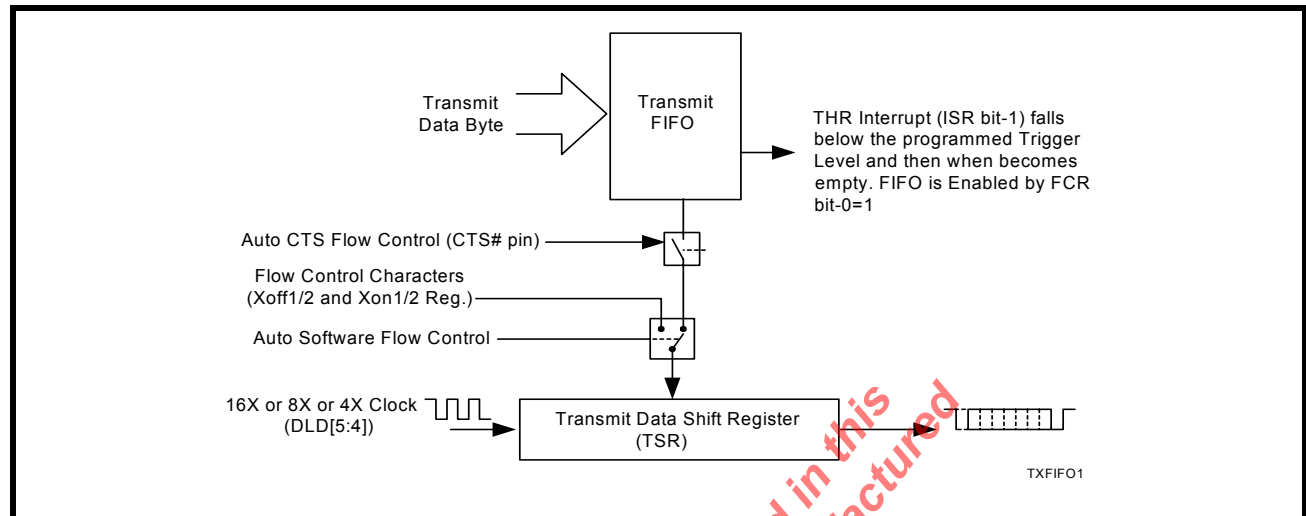 Transmit
Data Byte
Transmit
FIFO
THR Interrupt (ISR bit-1) falls
below the programmed Trigger
Level and then when becomes
empty. FIFO is Enabled by FCR
bit-0=1
Auto CTS Flow Control (CTS# pin)
Flow Control Characters
(Xoff1/2 and Xon1/2 Reg.)
Auto Software Flow Control
16X or 8X or 4X Clock
(DLD[5:4])
Transmit Data Shift Register
(TSR)
TXFIFO1
in this